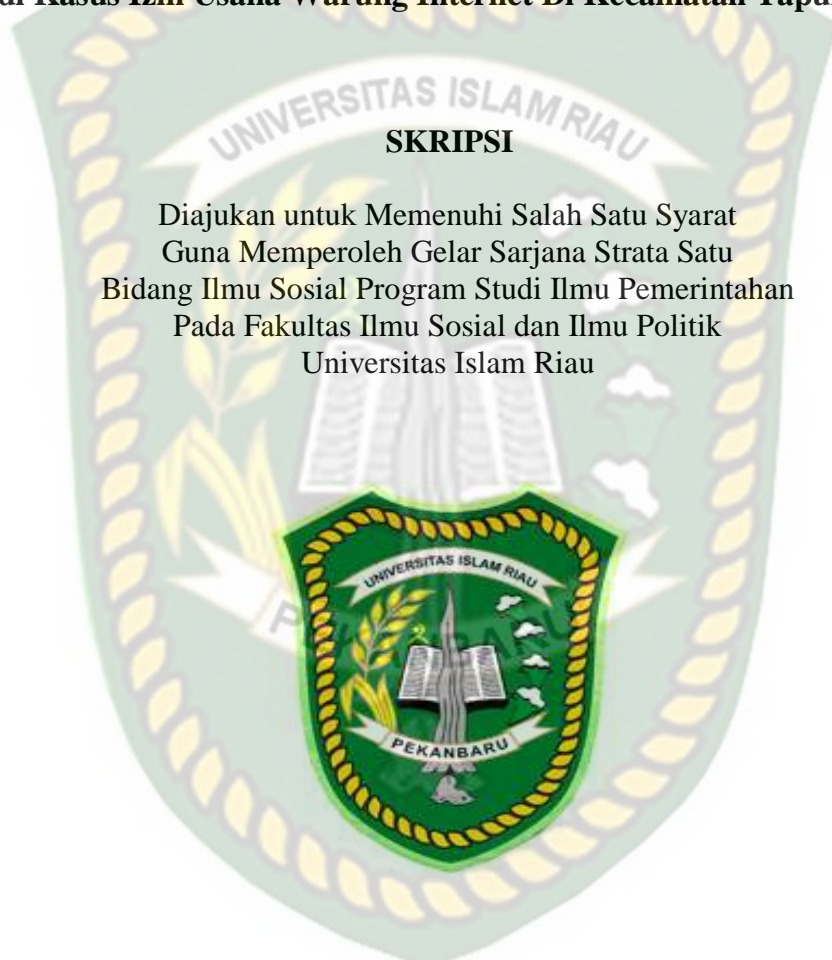 Kasus Izin Usaha Warung Internet Di Kecamatan
UNIVERSITAS ISLAM RIAU
SKRIPSI
Diajukan untuk Memenuhi Salah Satu Syarat
Guna Memperoleh Gelar Sarjana Strata Satu
Bidang Ilmu Sosial Program Studi Ilmu Pemerintahan
Pada Fakultas Ilmu Sosial dan Ilmu Politik
Universitas Islam Riau
UNIVERSITAS ISLAM RIAU
PEKANBARU